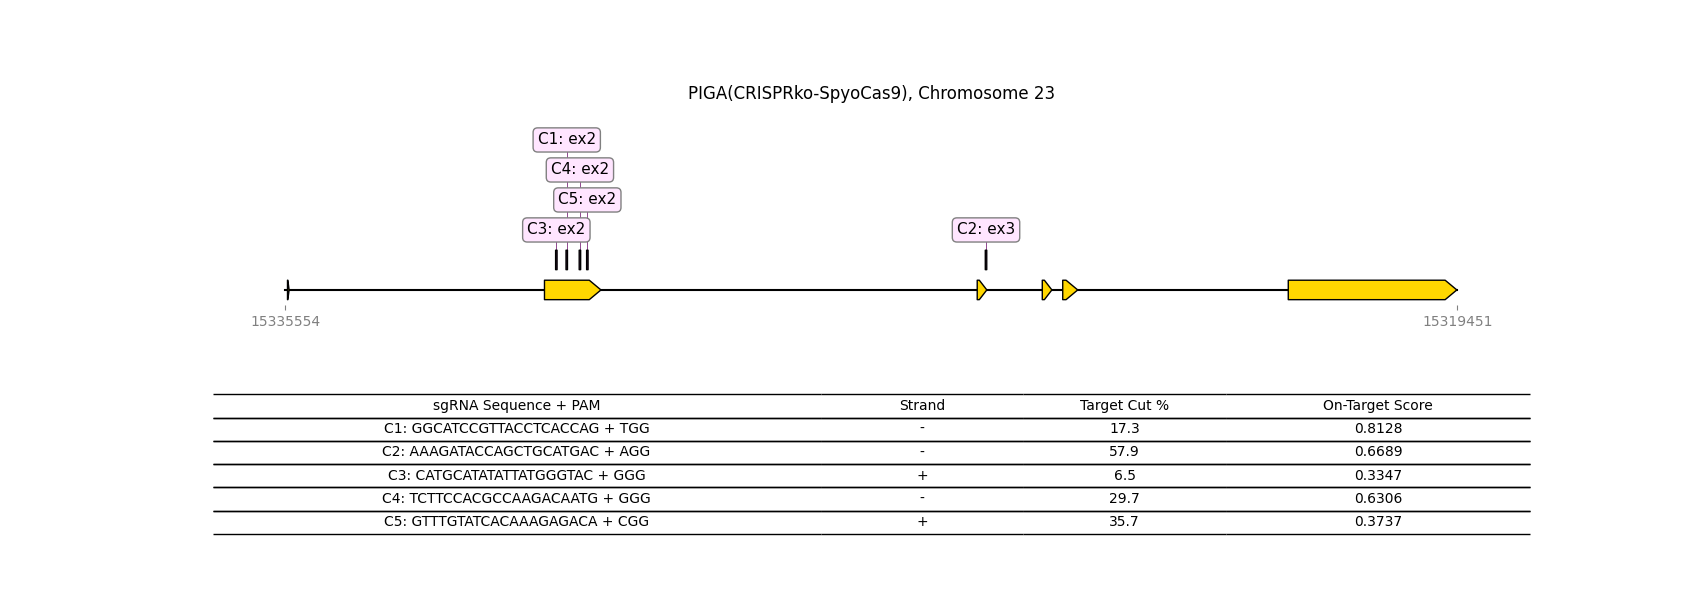 PIGA(CRISPRko-SpyoCas9), Chromosome 23
C1: ex2
C4: ex2
C5: ex2
C3: ex2 C2: ex3
15335554 15319451
sgRNA Sequence + PAM Strand Target Cut % On-Target Score
C1: GGCATCCGTTACCTCACCAG + TGG - 17.3 0.8128
C2: AAAGATACCAGCTGCATGAC + AGG - 57.9 0.6689
C3: CATGCATATATTATGGGTAC + GGG + 6.5 0.3347
C4: TCTTCCACGCCAAGACAATG + GGG - 29.7 0.6306
C5: GTTTGTATCACAAAGAGACA + CGG + 35.7 0.3737